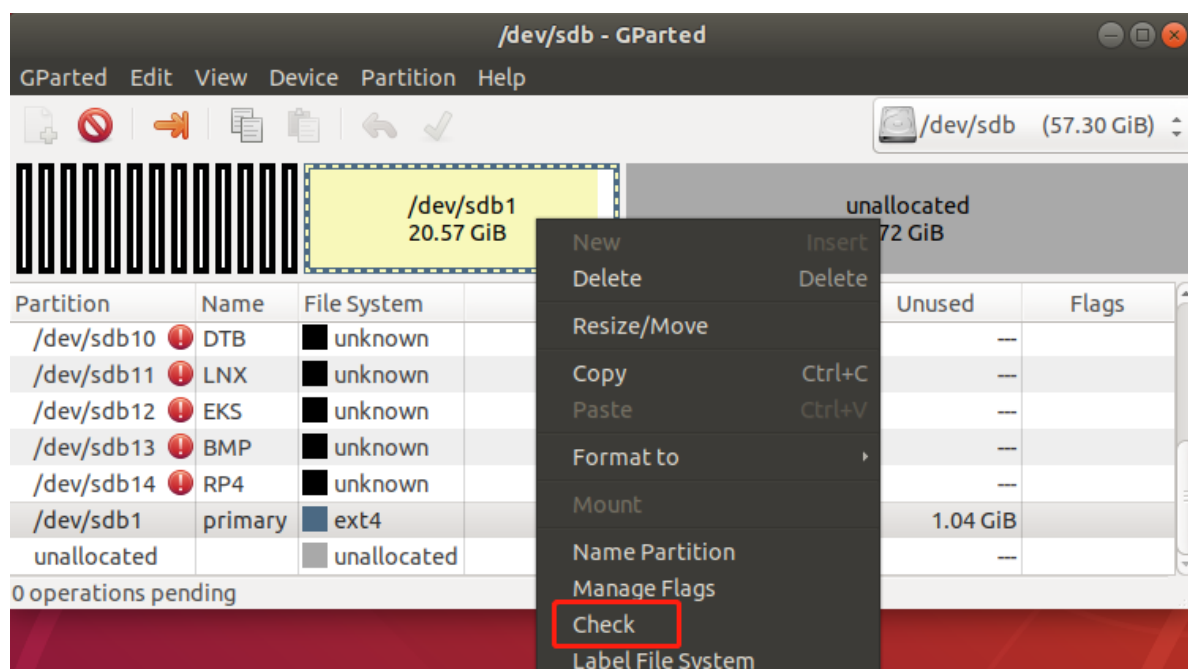 /dev/sdb - GParted
GParted Edit View Device Partition Help
/dev/sdb (57.30 GiB)
/dev/sdb1
20.57 GiB
unallocated
72 GiB
New Insert
Delete Delete
Resize/Move
Copy Ctrl+C
Paste Ctrl+V
Format to
Mount
Name Partition
Manage Flags
Check
Label File System
Partition Name File System Unused Flags
/dev/sdb10 DTB unknown ---
/dev/sdb11 LNX unknown ---
/dev/sdb12 EKS unknown ---
/dev/sdb13 BMP unknown ---
/dev/sdb14 RP4 unknown ---
/dev/sdb1 primary ext4 1.04 GiB
unallocated unallocated ---
0 operations pending